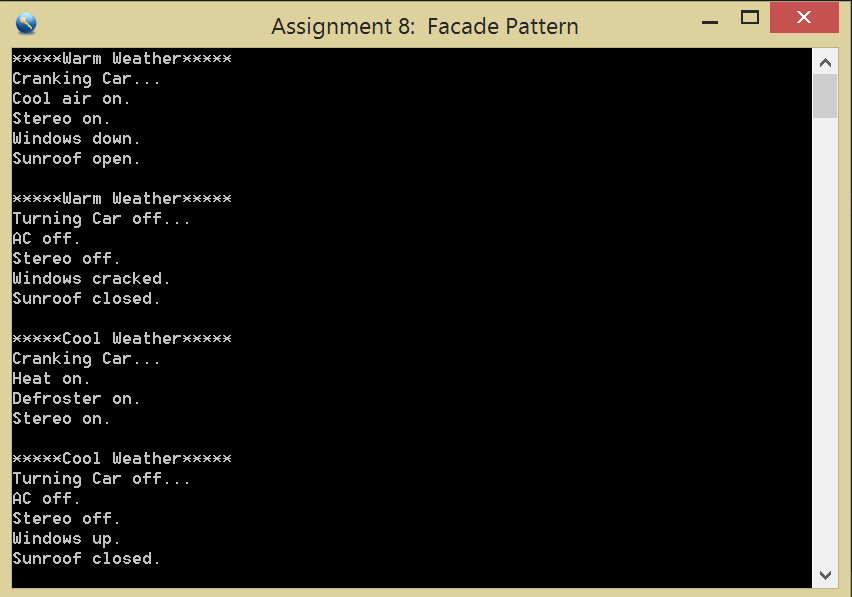 Assignment 8:  Facade Pattern
*****Warm Weather*****
Cranking Car...
Cool air on.
Stereo on.
Windows down.
Sunroof open.
*****Warm Weather*****
Turning Car off...
AC off.
Stereo off.
Windows cracked.
Sunroof closed.
*****Cool Weather*****
Cranking Car...
Heat on.
Defroster on.
Stereo on.
*****Cool Weather*****
Turning Car off...
AC off.
Stereo off.
Windows up.
Sunroof closed.